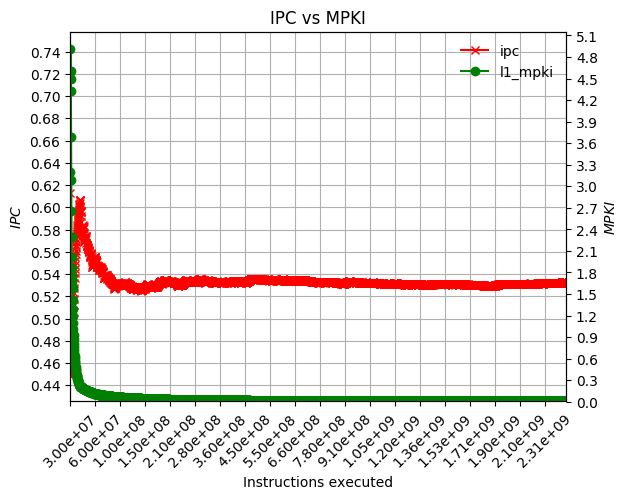 IPC vs MPKI
ipc
l1_mpki
IPC
0.74
0.72
0.70
0.68
0.66
0.64
0.62
0.60
0.58
0.56
0.54
0.52
0.50
0.48
0.46
0.44
MPKI
5.1
4.8
4.5
4.2
3.9
3.6
3.3
3.0
2.7
2.4
2.1
1.8
1.5
1.2
0.9
0.6
0.3
0.0
3.00e+07
6.00e+07
1.00e+08
1.50e+08
2.10e+08
2.80e+08
3.60e+08
4.50e+08
5.50e+08
6.60e+08
7.80e+08
9.10e+08
1.05e+09
1.20e+09
1.36e+09
1.53e+09
1.71e+09
1.90e+09
2.10e+09
2.31e+09
Instructions executed